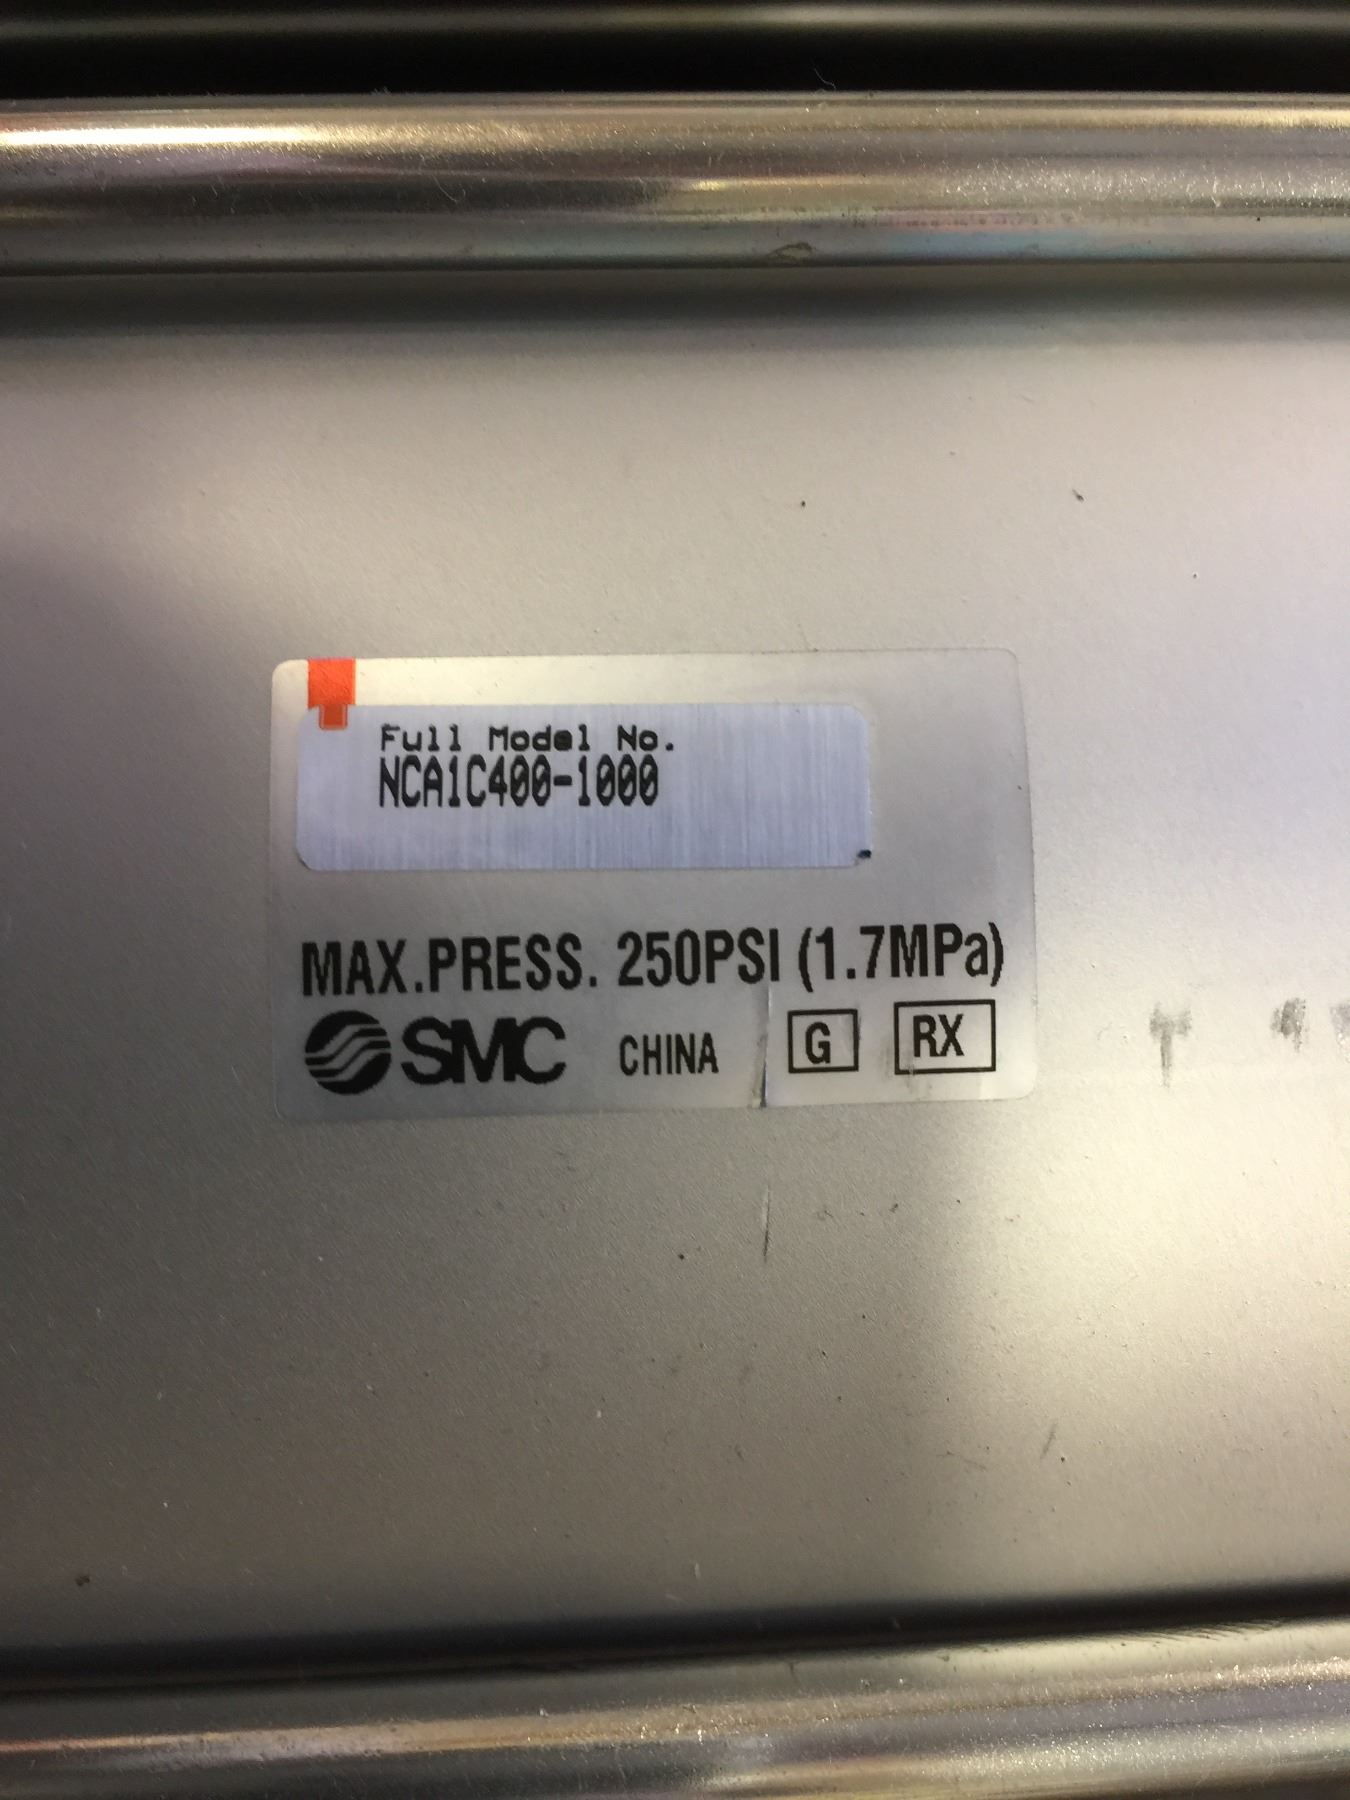 Full Model No.
NCA1C400-1000
MAX.PRESS. 250PSI (1.7MPa)
SMC CHINA G RX